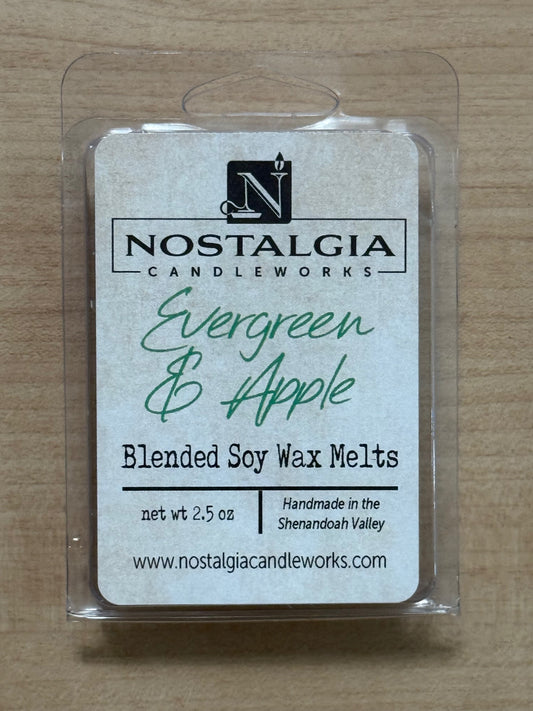 N
NOSTALGIA
CANDLEWORKS
Evergreen
& Apple
Blended Soy Wax Melts
net wt 2.5 oz
Handmade in the
Shenandoah Valley
www.nostalgiacandleworks.com